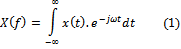 X(f) = ∫_{-∞}^{∞} x(t).e^{-jωt}dt (1)